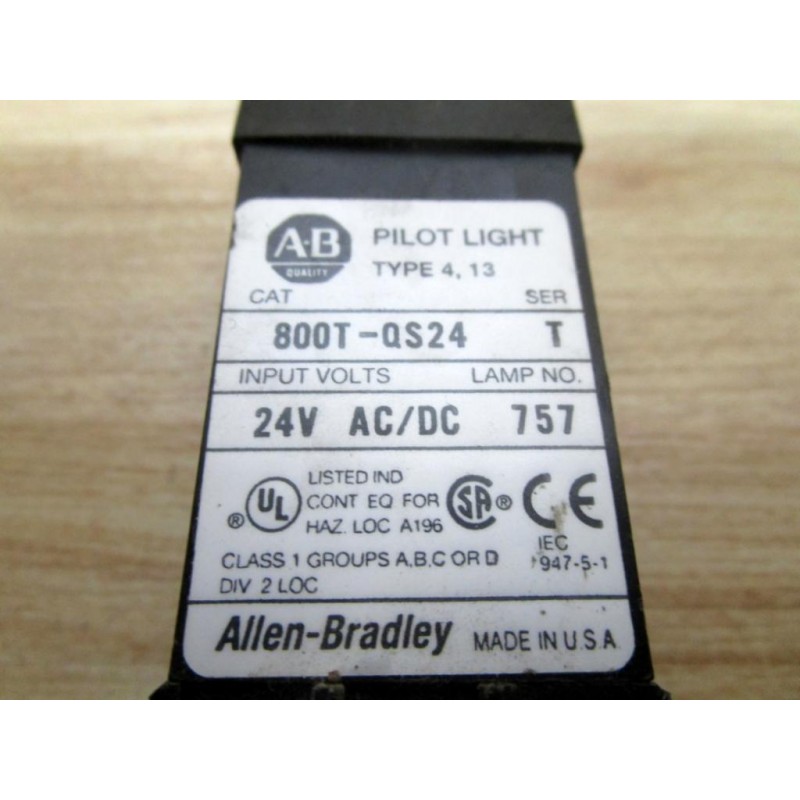 A-B QUALITY
PILOT LIGHT
TYPE 4, 13
CAT SER
800T-QS24 T
INPUT VOLTS LAMP NO.
24V AC/DC 757
UL ® LISTED IND
CONT EQ FOR
HAZ. LOC A196
SA ® CE
CLASS 1 GROUPS A,B,C OR D
DIV 2 LOC
IEC
947-5-1
Allen-Bradley MADE IN U.S.A